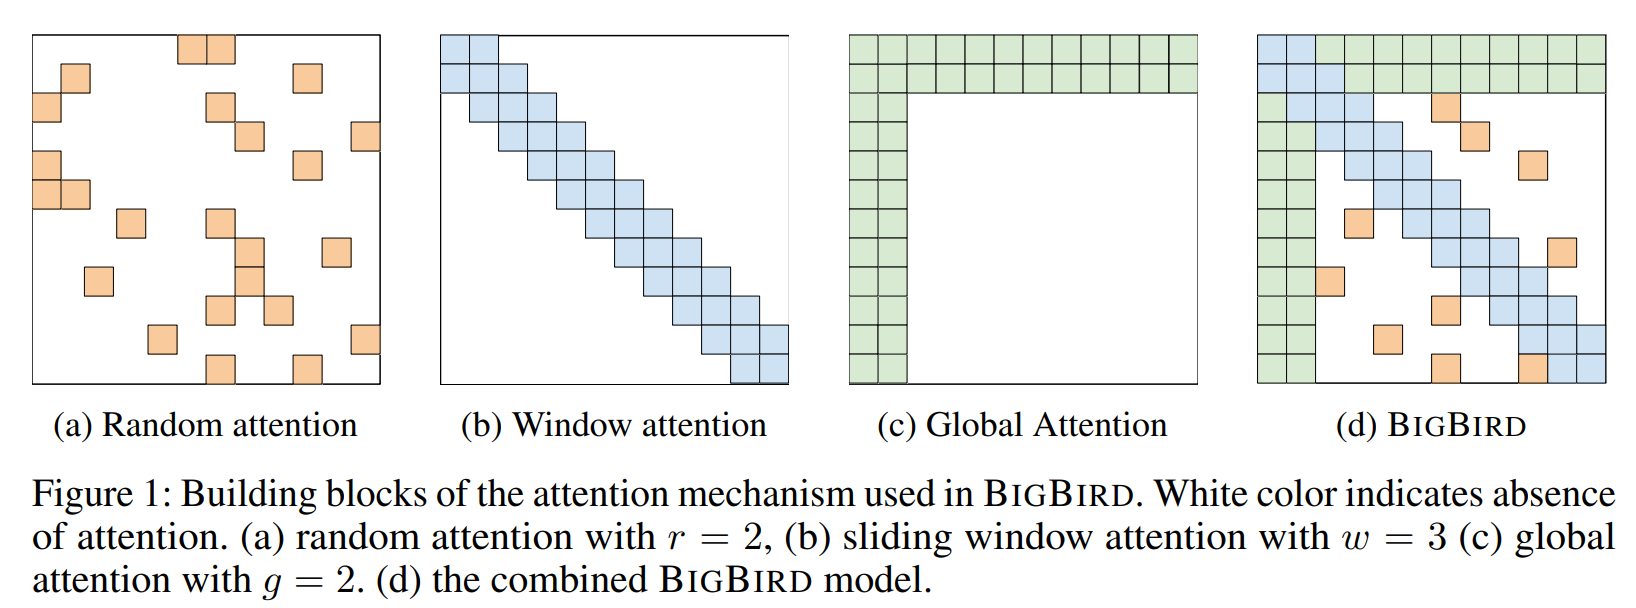 (a) Random attention
(b) Window attention
(c) Global Attention
(d) BIGBIRD
Figure 1: Building blocks of the attention mechanism used in BIGBIRD. White color indicates absence
of attention. (a) random attention with r = 2, (b) sliding window attention with w = 3 (c) global
attention with g = 2. (d) the combined BIGBIRD model.